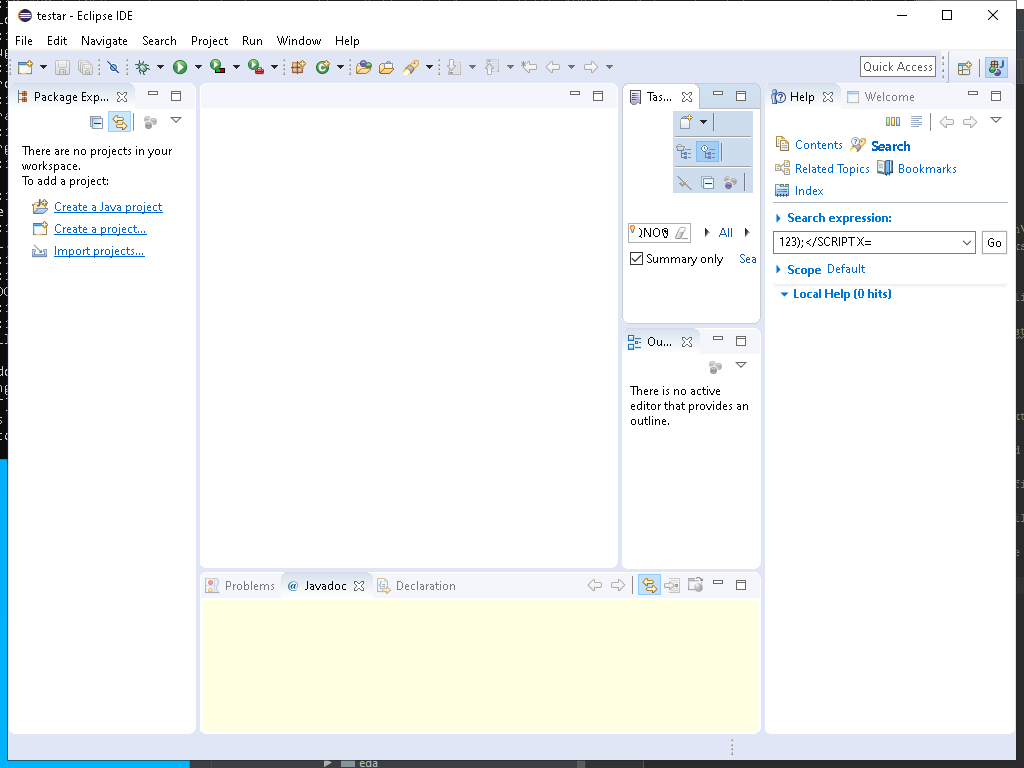 testar - Eclipse IDE
File Edit Navigate Search Project Run Window Help
Quick Access
Package Exp...
There are no projects in your
workspace.
To add a project:
Create a Java project
Create a project...
Import projects...
Tas...
All
Summary only Sea
Ou...
There is no active
editor that provides an
outline.
Help Welcome
Contents Search
Related Topics Bookmarks
Index
Search expression:
123);</SCRIPTX=
Go
Scope Default
Local Help (0 hits)
Problems @ Javadoc Declaration
eda